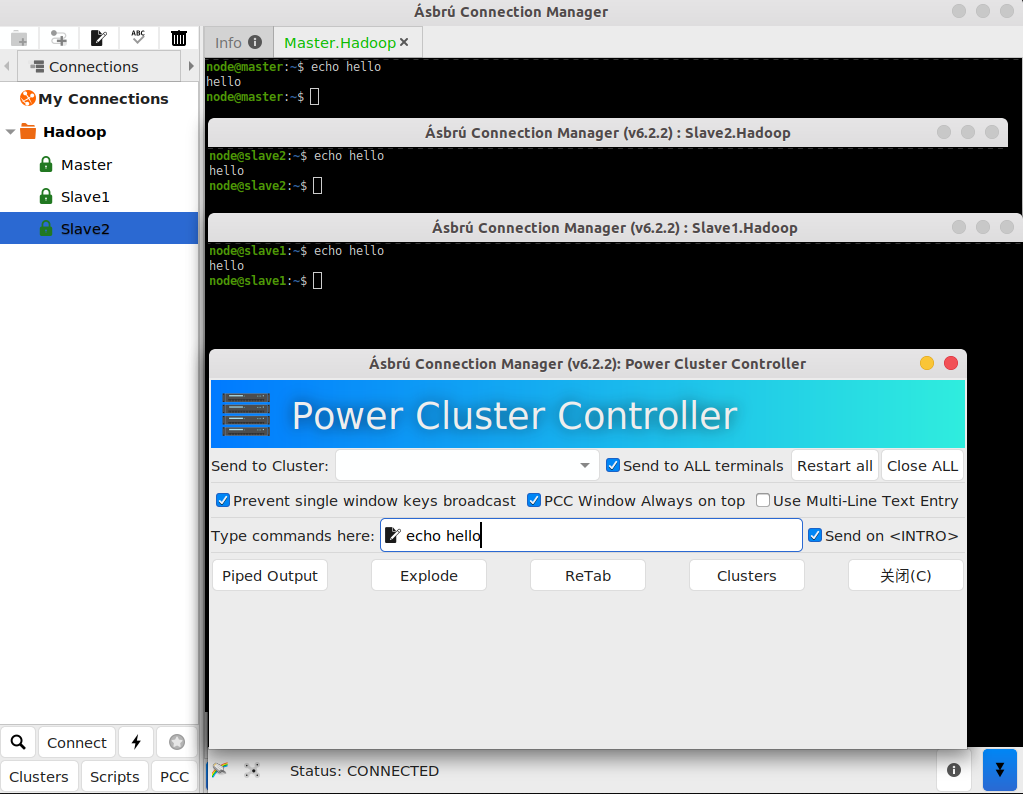 Ásbrú Connection Manager
ABC
Info
Master.Hadoop
Connections
My Connections
Hadoop
Master
Slave1
Slave2
node@master:~$ echo hello
hello
node@master:~$
Ásbrú Connection Manager (v6.2.2) : Slave2.Hadoop
node@slave2:~$ echo hello
hello
node@slave2:~$
Ásbrú Connection Manager (v6.2.2) : Slave1.Hadoop
node@slave1:~$ echo hello
hello
node@slave1:~$
Ásbrú Connection Manager (v6.2.2): Power Cluster Controller
Power Cluster Controller
Send to Cluster: Send to ALL terminals Restart all Close ALL
Prevent single window keys broadcast PCC Window Always on top Use Multi-Line Text Entry
Type commands here: echo hello Send on <INTRO>
Piped Output Explode ReTab Clusters 关闭(C)
Connect
Clusters Scripts PCC
Status: CONNECTED